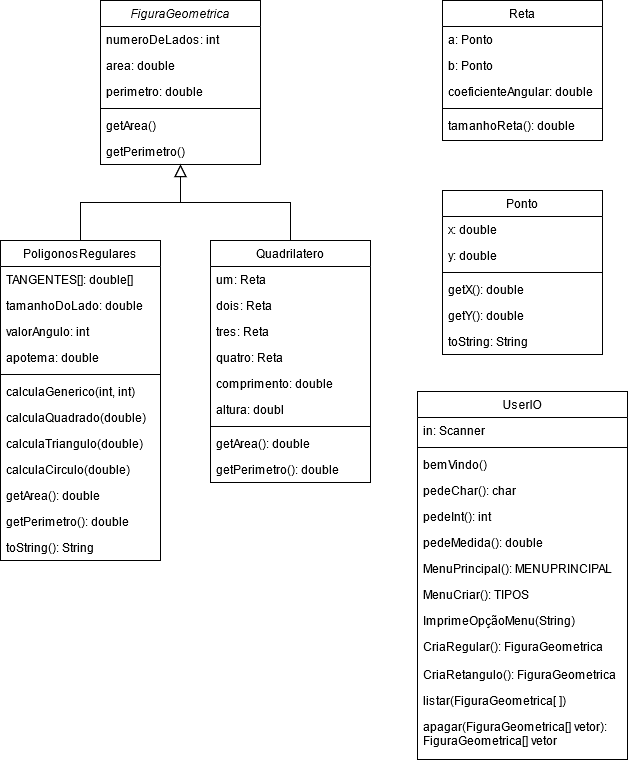 FiguraGeometrica
numeroDeLados: int
area: double
perimetro: double
getArea()
getPerimetro()
Reta
a: Ponto
b: Ponto
coeficienteAngular: double
tamanhoReta(): double
Ponto
x: double
y: double
getX(): double
getY(): double
toString: String
PoligonosRegulares
TANGENTES[]: double[]
tamanhoDoLado: double
valorAngulo: int
apotema: double
calculaGenerico(int, int)
calculaQuadrado(double)
calculaTriangulo(double)
calculaCirculo(double)
getArea(): double
getPerimetro(): double
toString(): String
Quadrilatero
um: Reta
dois: Reta
tres: Reta
quatro: Reta
comprimento: double
altura: doubl
getArea(): double
getPerimetro(): double
UserIO
in: Scanner
bemVindo()
pedeChar(): char
pedeInt(): int
pedeMedida(): double
MenuPrincipal(): MENUPRINCIPAL
MenuCriar(): TIPOS
ImprimeOpçãoMenu(String)
CriaRegular(): FiguraGeometrica
CriaRetangulo(): FiguraGeometrica
listar(FiguraGeometrica[ ])
apagar(FiguraGeometrica[] vetor):
FiguraGeometrica[] vetor